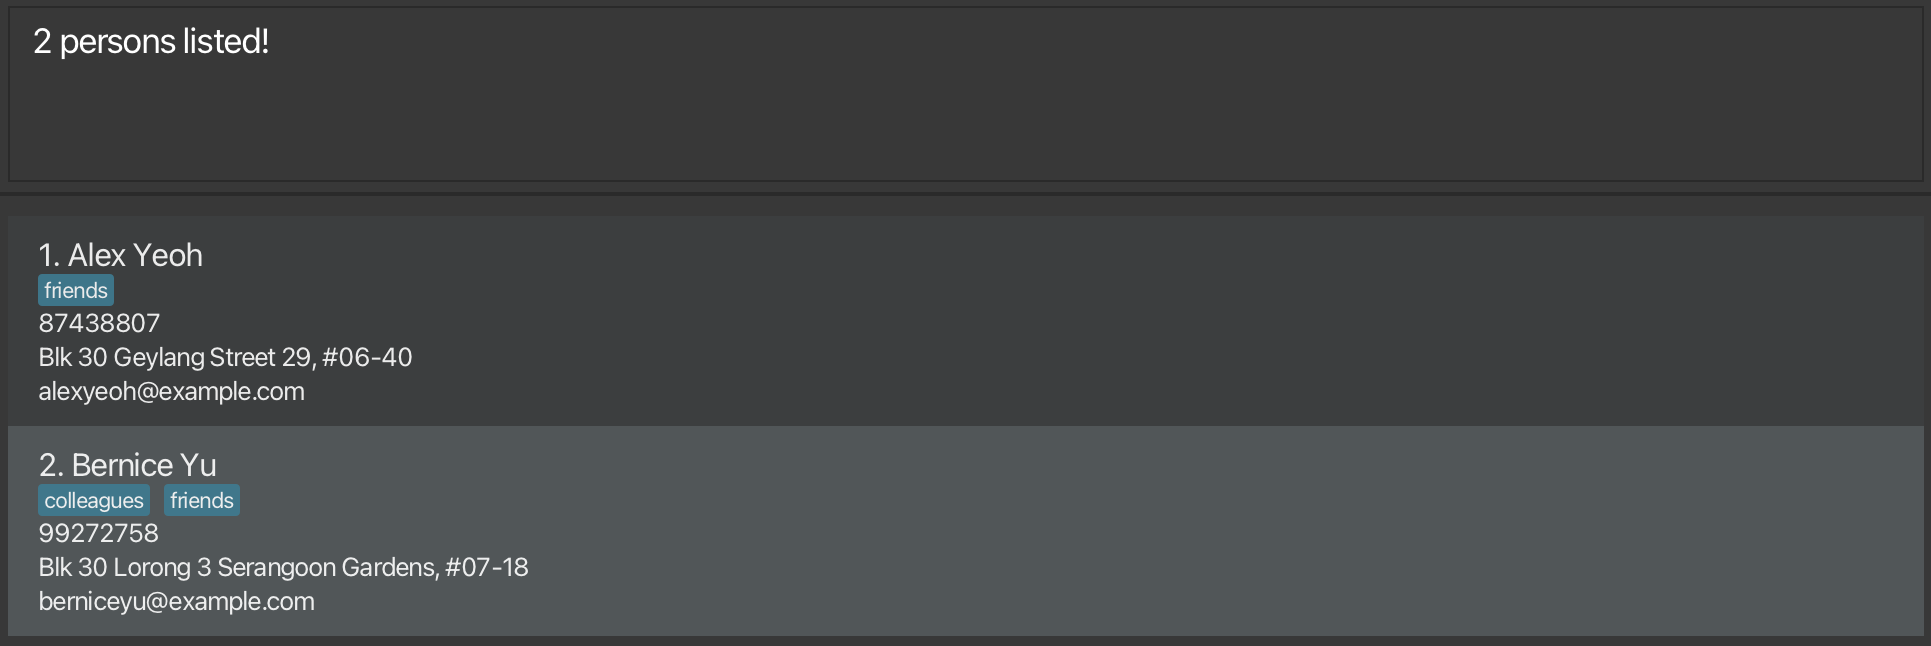 2 persons listed!
1. Alex Yeoh
friends
87438807
Blk 30 Geylang Street 29, #06-40
alexyeoh@example.com
2. Bernice Yu
colleagues friends
99272758
Blk 30 Lorong 3 Serangoon Gardens, #07-18
berniceyu@example.com